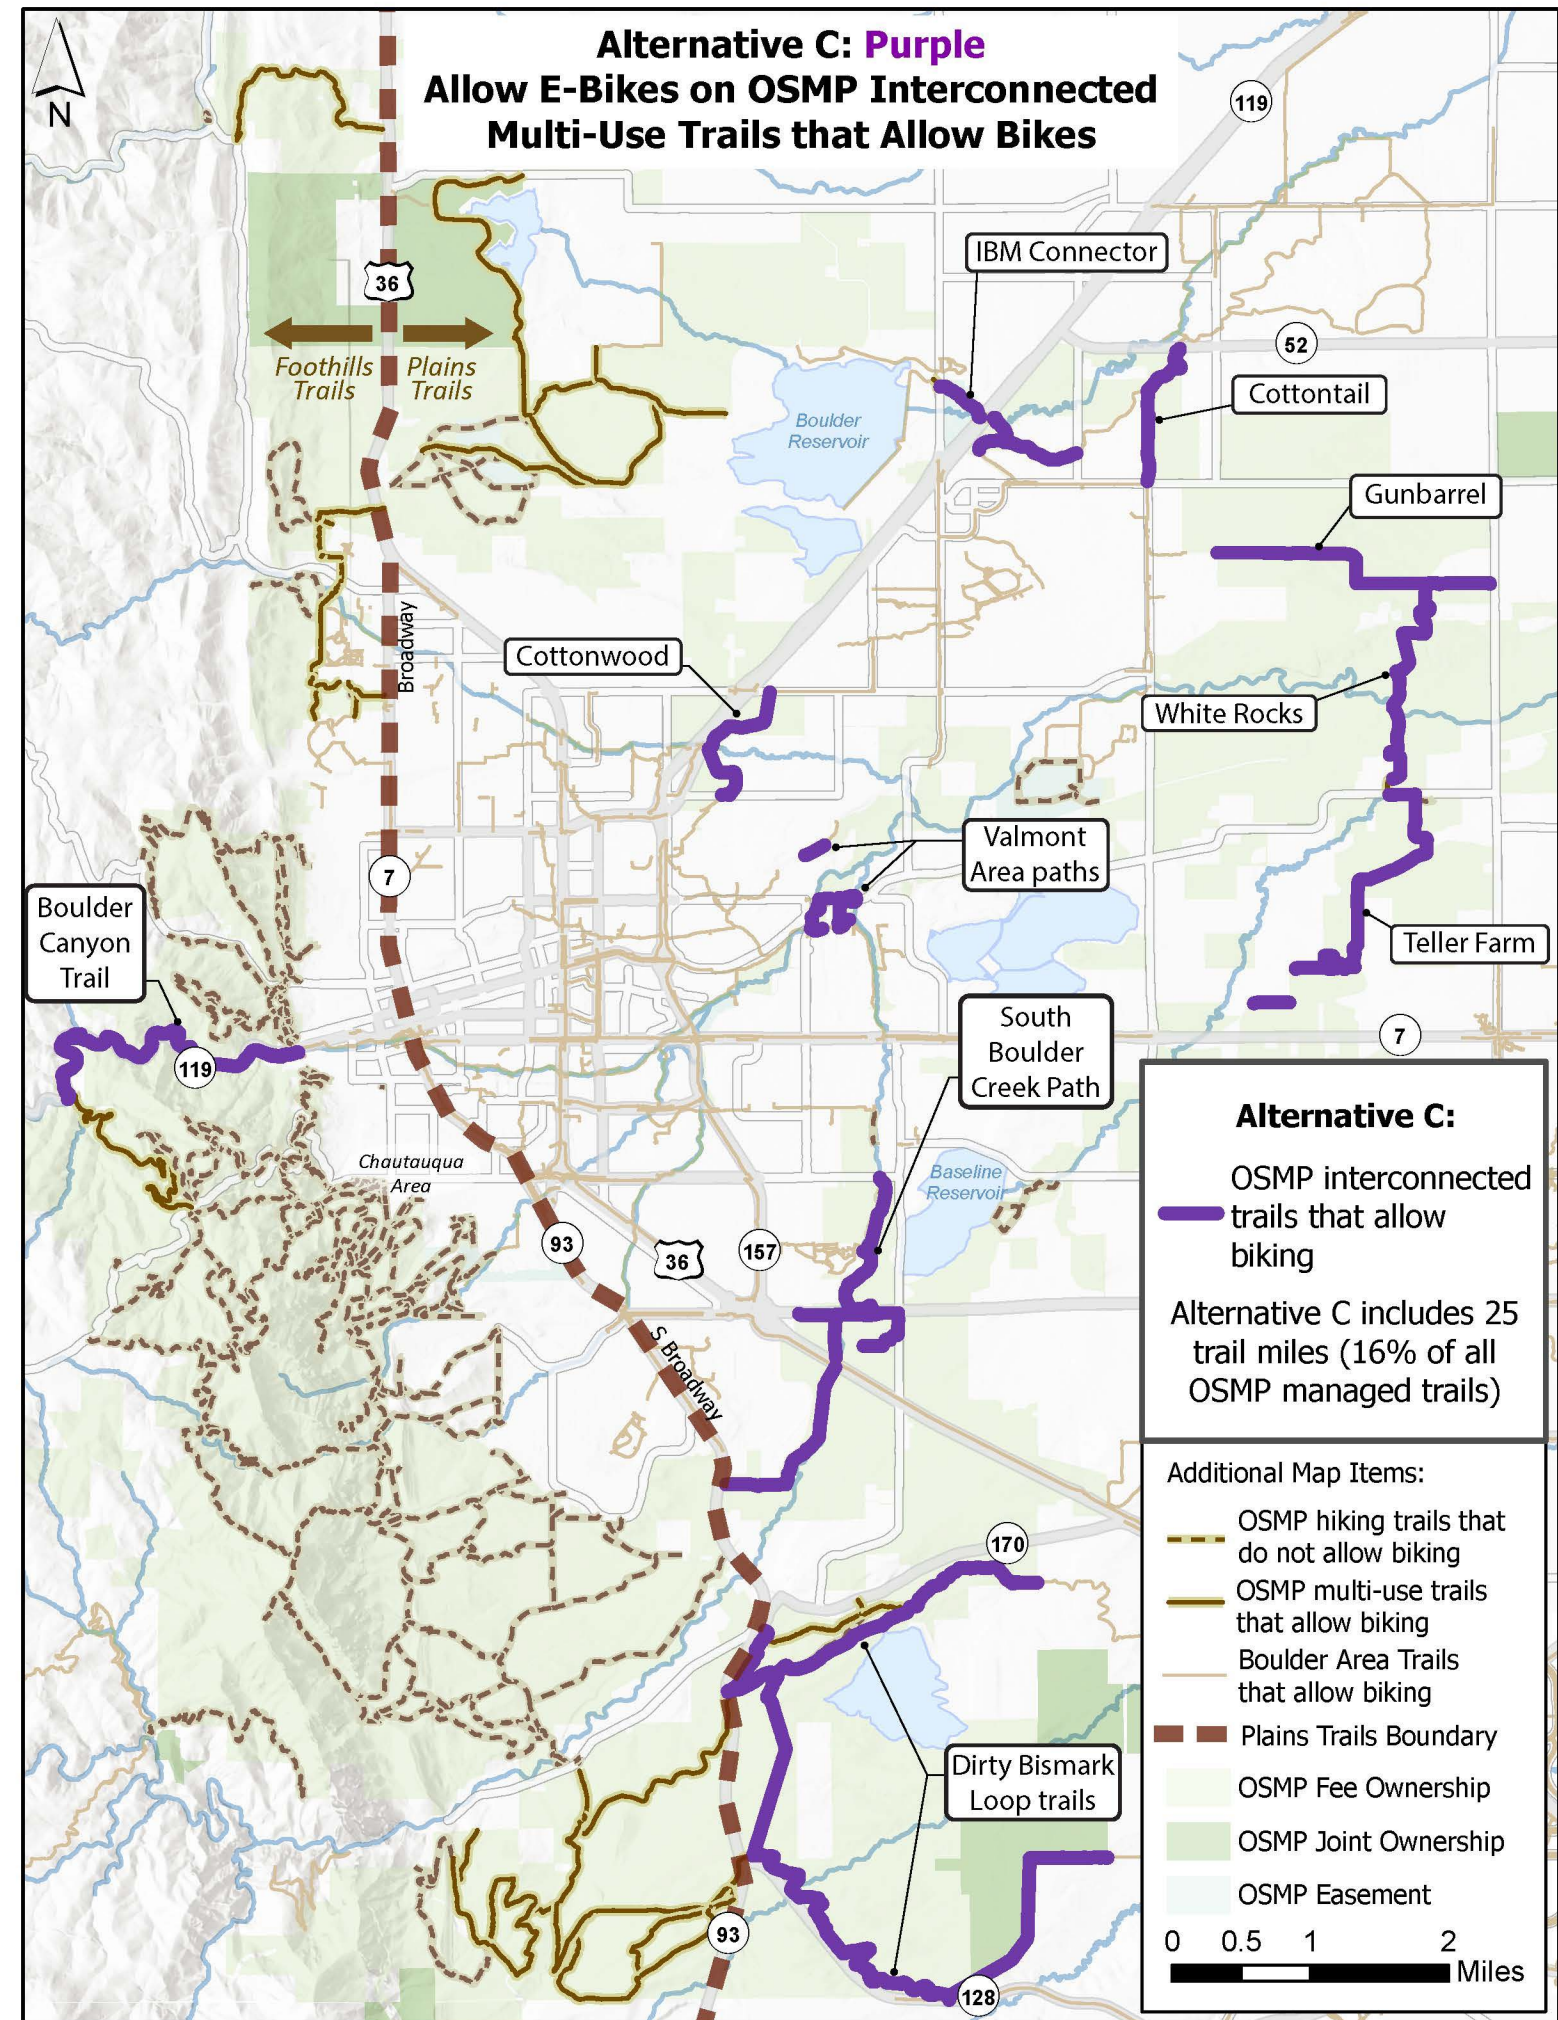 Alternative C: Purple
Allow E-Bikes on OSMP Interconnected
Multi-Use Trails that Allow Bikes
N
119
36
Foothills
Trails
Plains
Trails
IBM Connector
52
Cottontail
Boulder
Reservoir
Gunbarrel
Broadway
Cottonwood
White Rocks
Valmont
Area paths
7
Boulder
Canyon
Trail
Teller Farm
119
South
Boulder
Creek Path
7
Chautauqua
Area
Baseline
Reservoir
93
36
157
S Broadway
170
Dirty Bismark
Loop trails
93
128
Alternative C:
OSMP interconnected
trails that allow
biking
Alternative C includes 25
trail miles (16% of all
OSMP managed trails)
Additional Map Items:
OSMP hiking trails that
do not allow biking
OSMP multi-use trails
that allow biking
Boulder Area Trails
that allow biking
Plains Trails Boundary
OSMP Fee Ownership
OSMP Joint Ownership
OSMP Easement
0 0.5 1 2
Miles